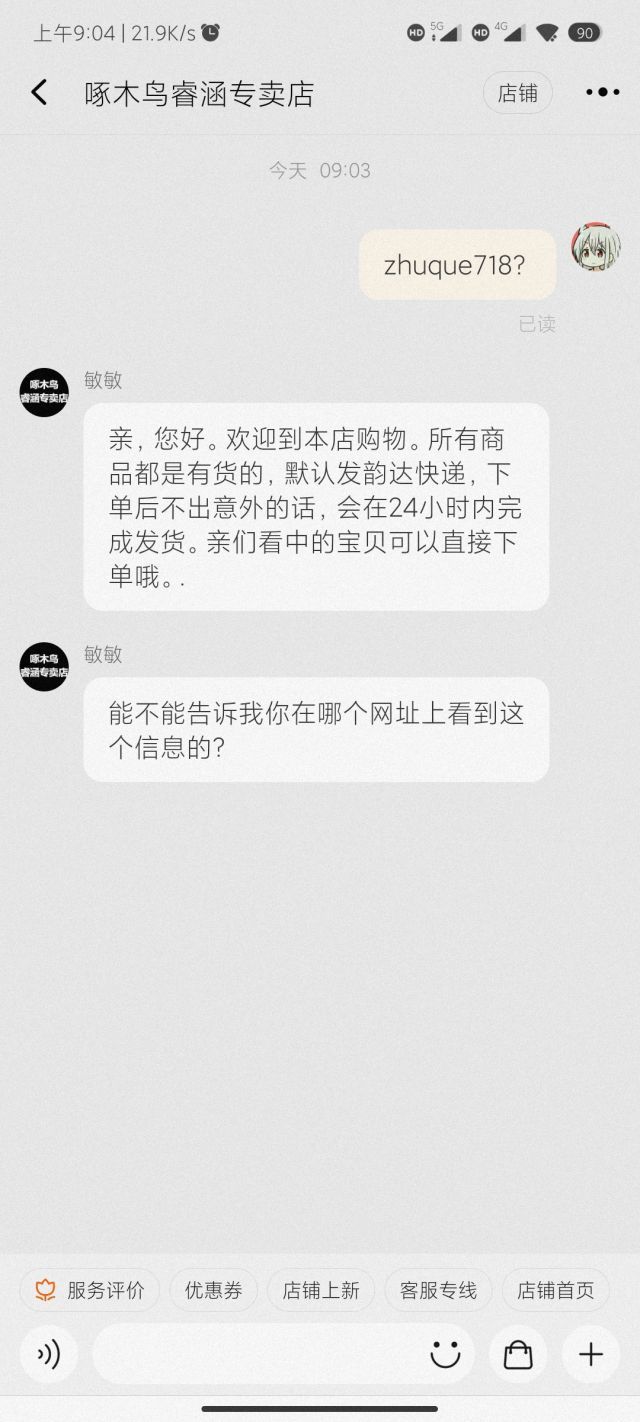 上午9:04 | 21.9K/s
HD 5G HD 4G 90
啄木鸟睿涵专卖店
店铺
今天 09:03
zhuque718?
已读
敏敏
啄木鸟
睿涵专卖店
亲，您好。欢迎到本店购物。所有商
品都是有货的，默认发韵达快递，下
单后不出意外的话，会在24小时内完
成发货。亲们看中的宝贝可以直接下
单哦。.
敏敏
啄木鸟
睿涵专卖店
能不能告诉我你在哪个网址上看到这
个信息的?
服务评价
优惠券
店铺上新
客服专线
店铺首页